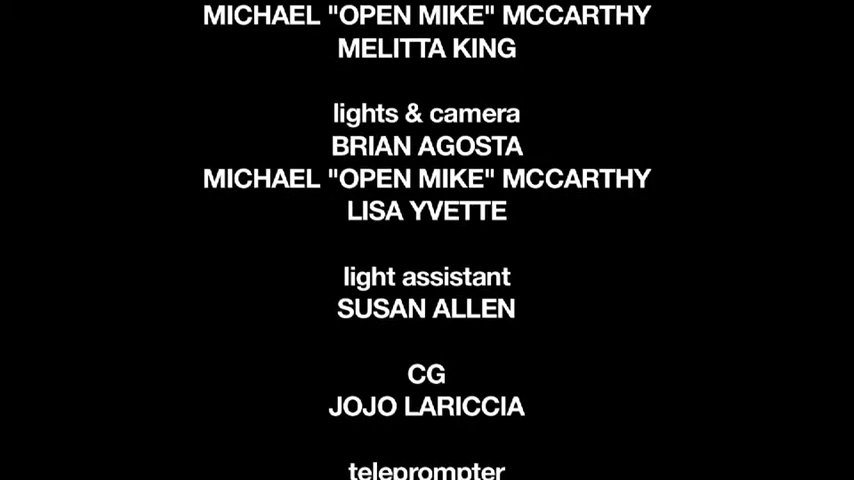 MICHAEL "OPEN MIKE" MCCARTHY
MELITTA KING
lights & camera
BRIAN AGOSTA
MICHAEL "OPEN MIKE" MCCARTHY
LISA YVETTE
light assistant
SUSAN ALLEN
CG
JOJO LARICCIA
teleprompter